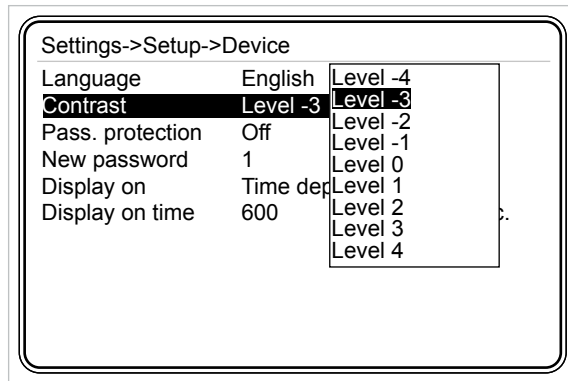 Settings->Setup->Device
Language English
Contrast Level -3
Pass. protection Off
New password 1
Display on Time dep
Display on time 600 c.
Level -4
Level -3
Level -2
Level -1
Level 0
Level 1
Level 2
Level 3
Level 4